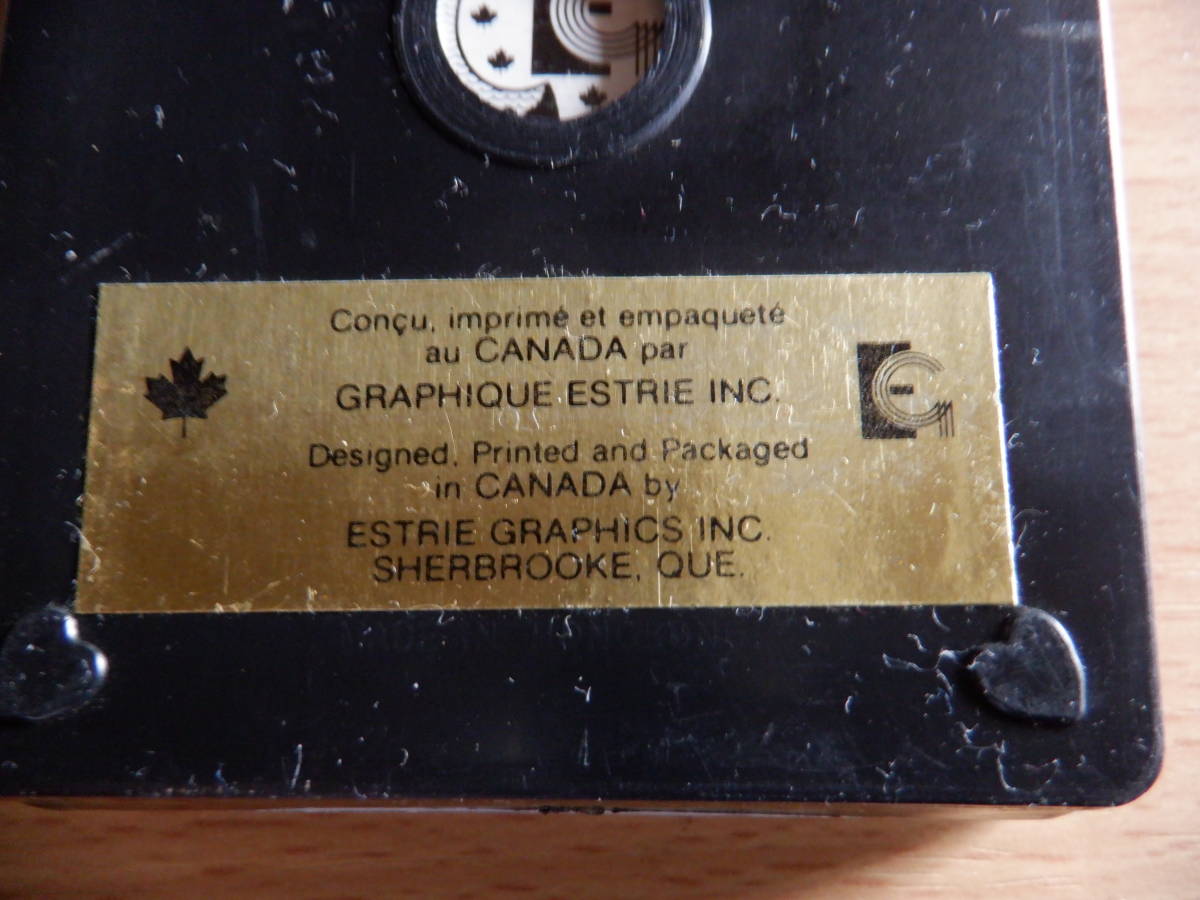 Conçu, imprimé et empaqueté
au CANADA par
GRAPHIQUE ESTRIE INC.
Designed, Printed and Packaged
in CANADA by
ESTRIE GRAPHICS INC.
SHERBROOKE, QUE.